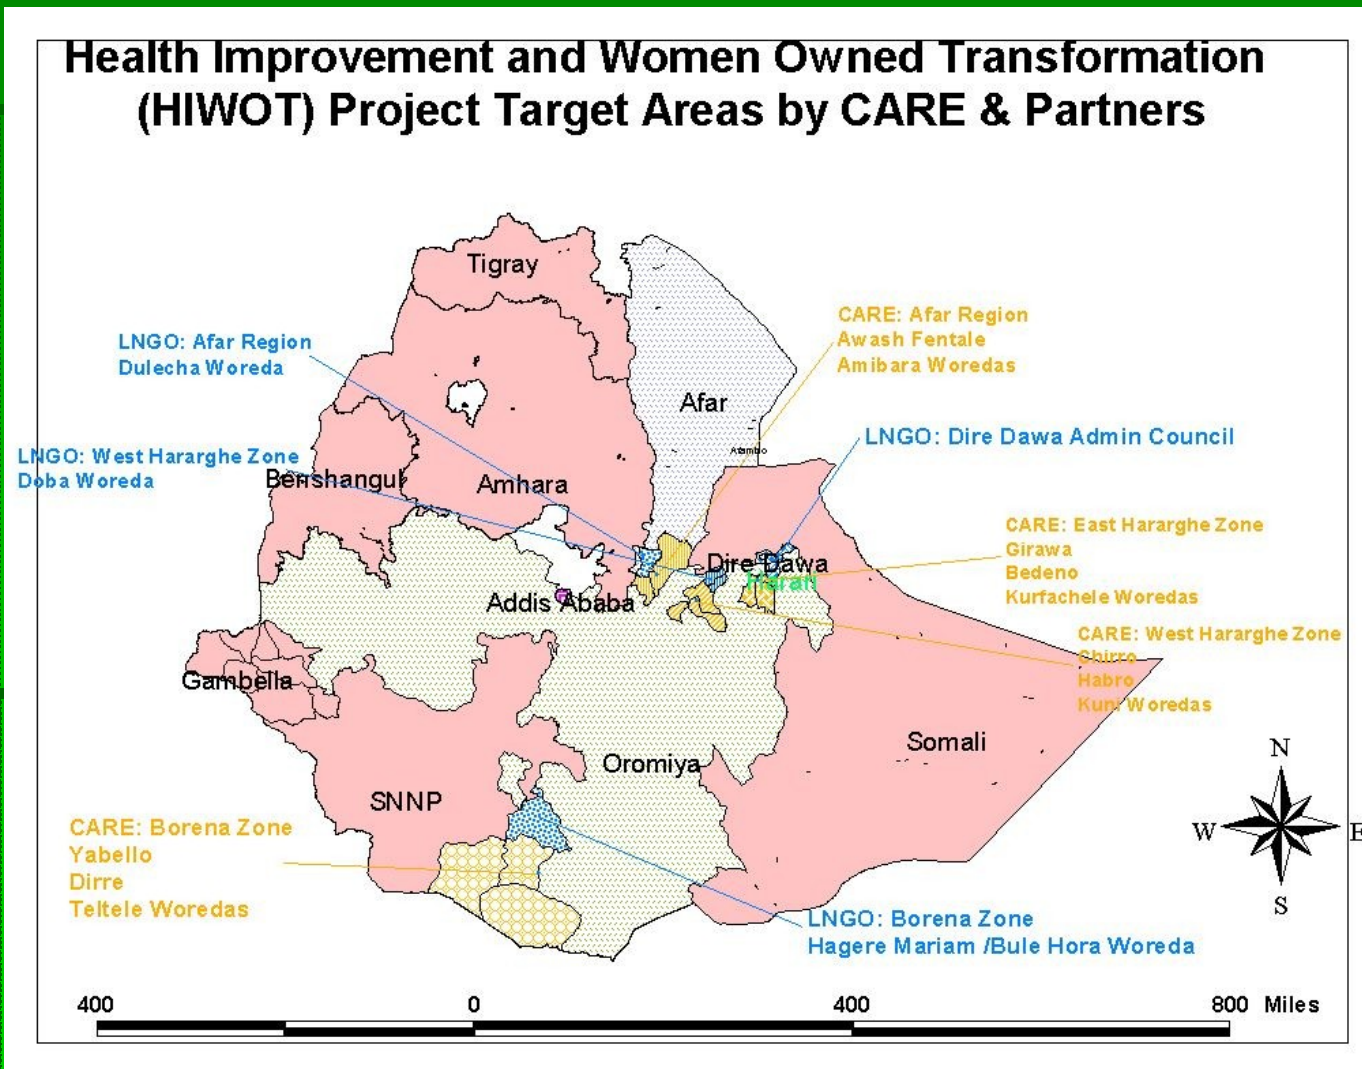 Health Improvement and Women Owned Transformation
(HIWOT) Project Target Areas by CARE & Partners
Tigray
CARE: Afar Region
Awash Fentale
Amibara Woredas
LNGO: Afar Region
Dulecha Woreda
Afar
LNGO: Dire Dawa Admin Council
LNGO: West Hararghe Zone
Doba Woreda
Benshangul
Amhara
CARE: East Hararghe Zone
Girawa
Bedeno
Kurfachele Woredas
Dire Dawa
Harari
Addis Ababa
CARE: West Hararghe Zone
Chirro
Habro
Kuni Woredas
Gambella
Somali
Oromiya
SNNP
CARE: Borena Zone
Yabello
Dirre
Teltele Woredas
LNGO: Borena Zone
Hagere Mariam /Bule Hora Woreda
N
W
E
S
400 0 400 800 Miles